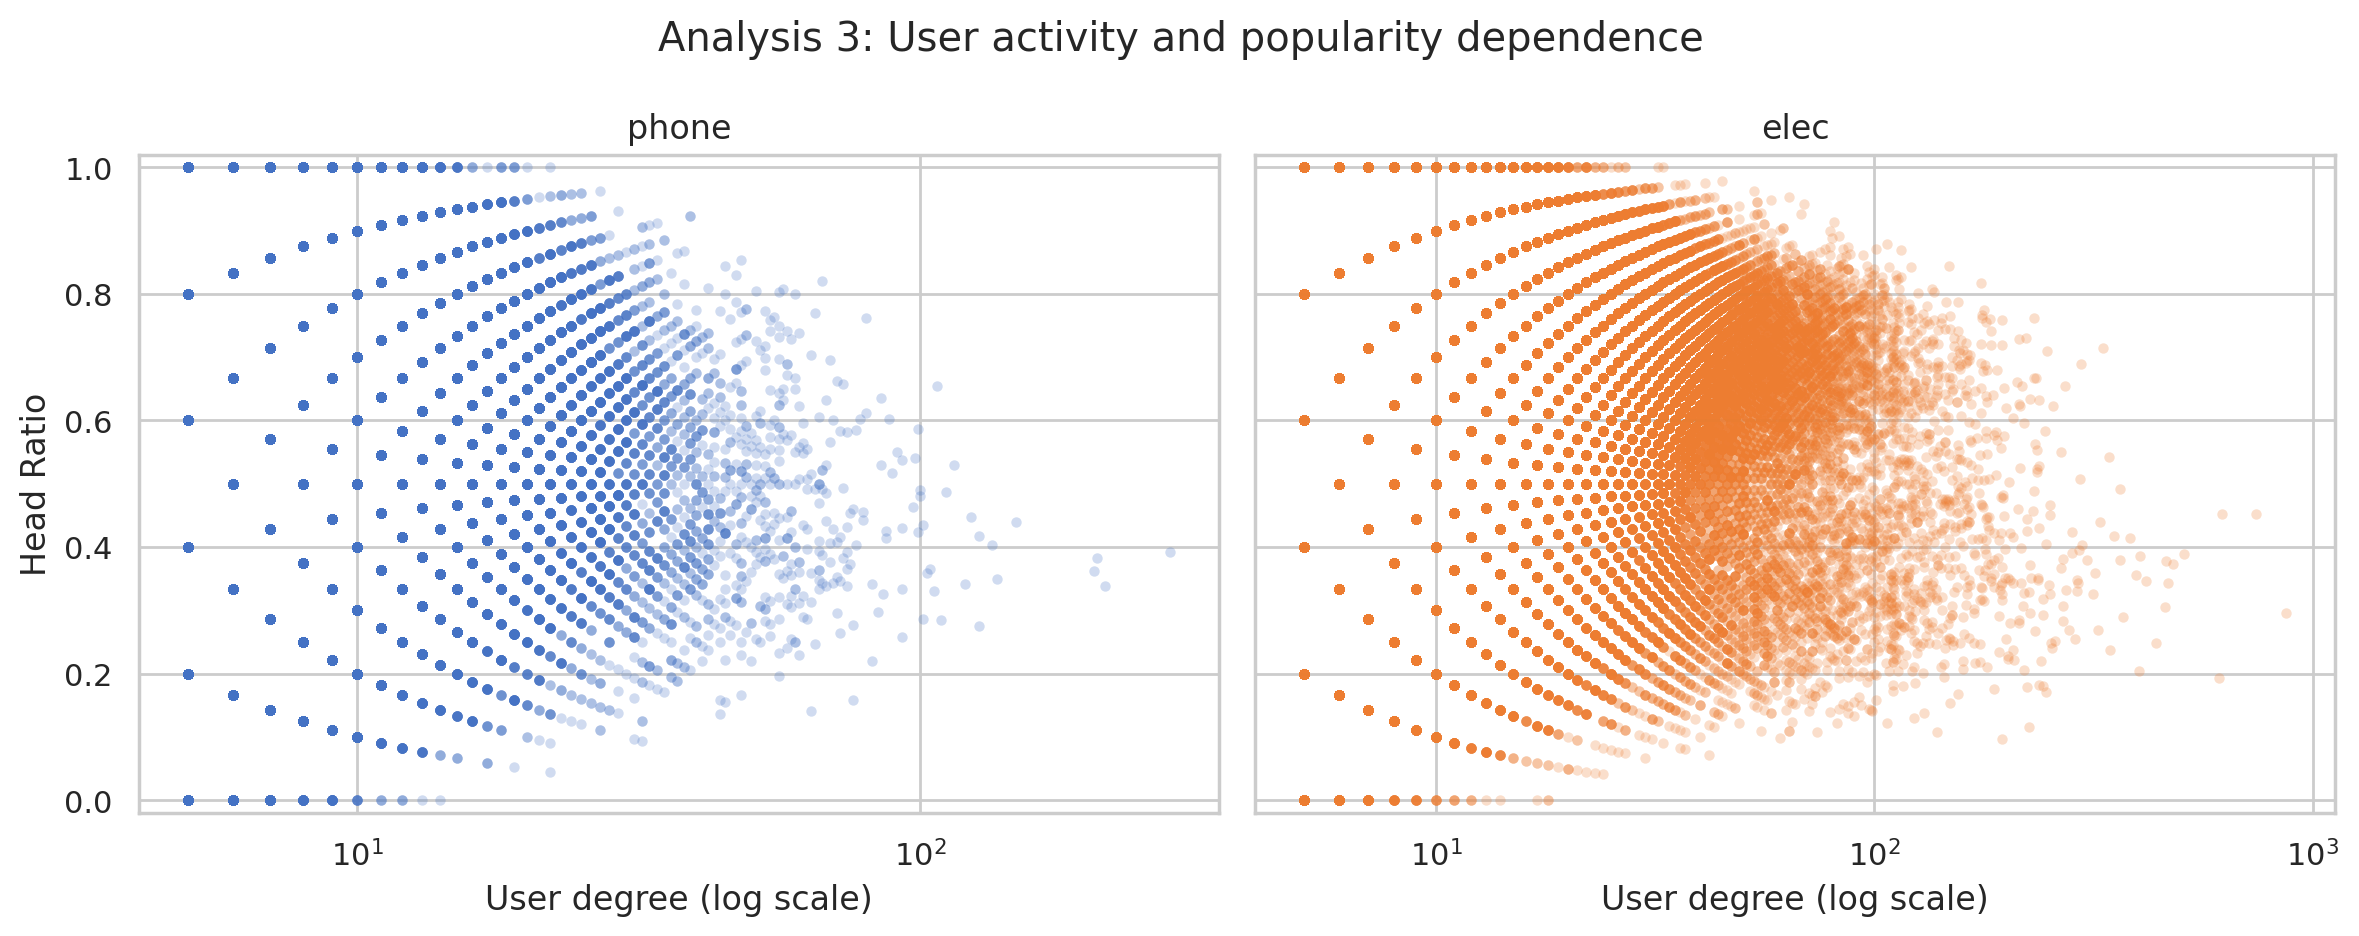 Analysis 3: User activity and popularity dependence
phone
elec
Head Ratio
1.0
0.8
0.6
0.4
0.2
0.0
10¹
10²
10¹
10²
10³
User degree (log scale)
User degree (log scale)